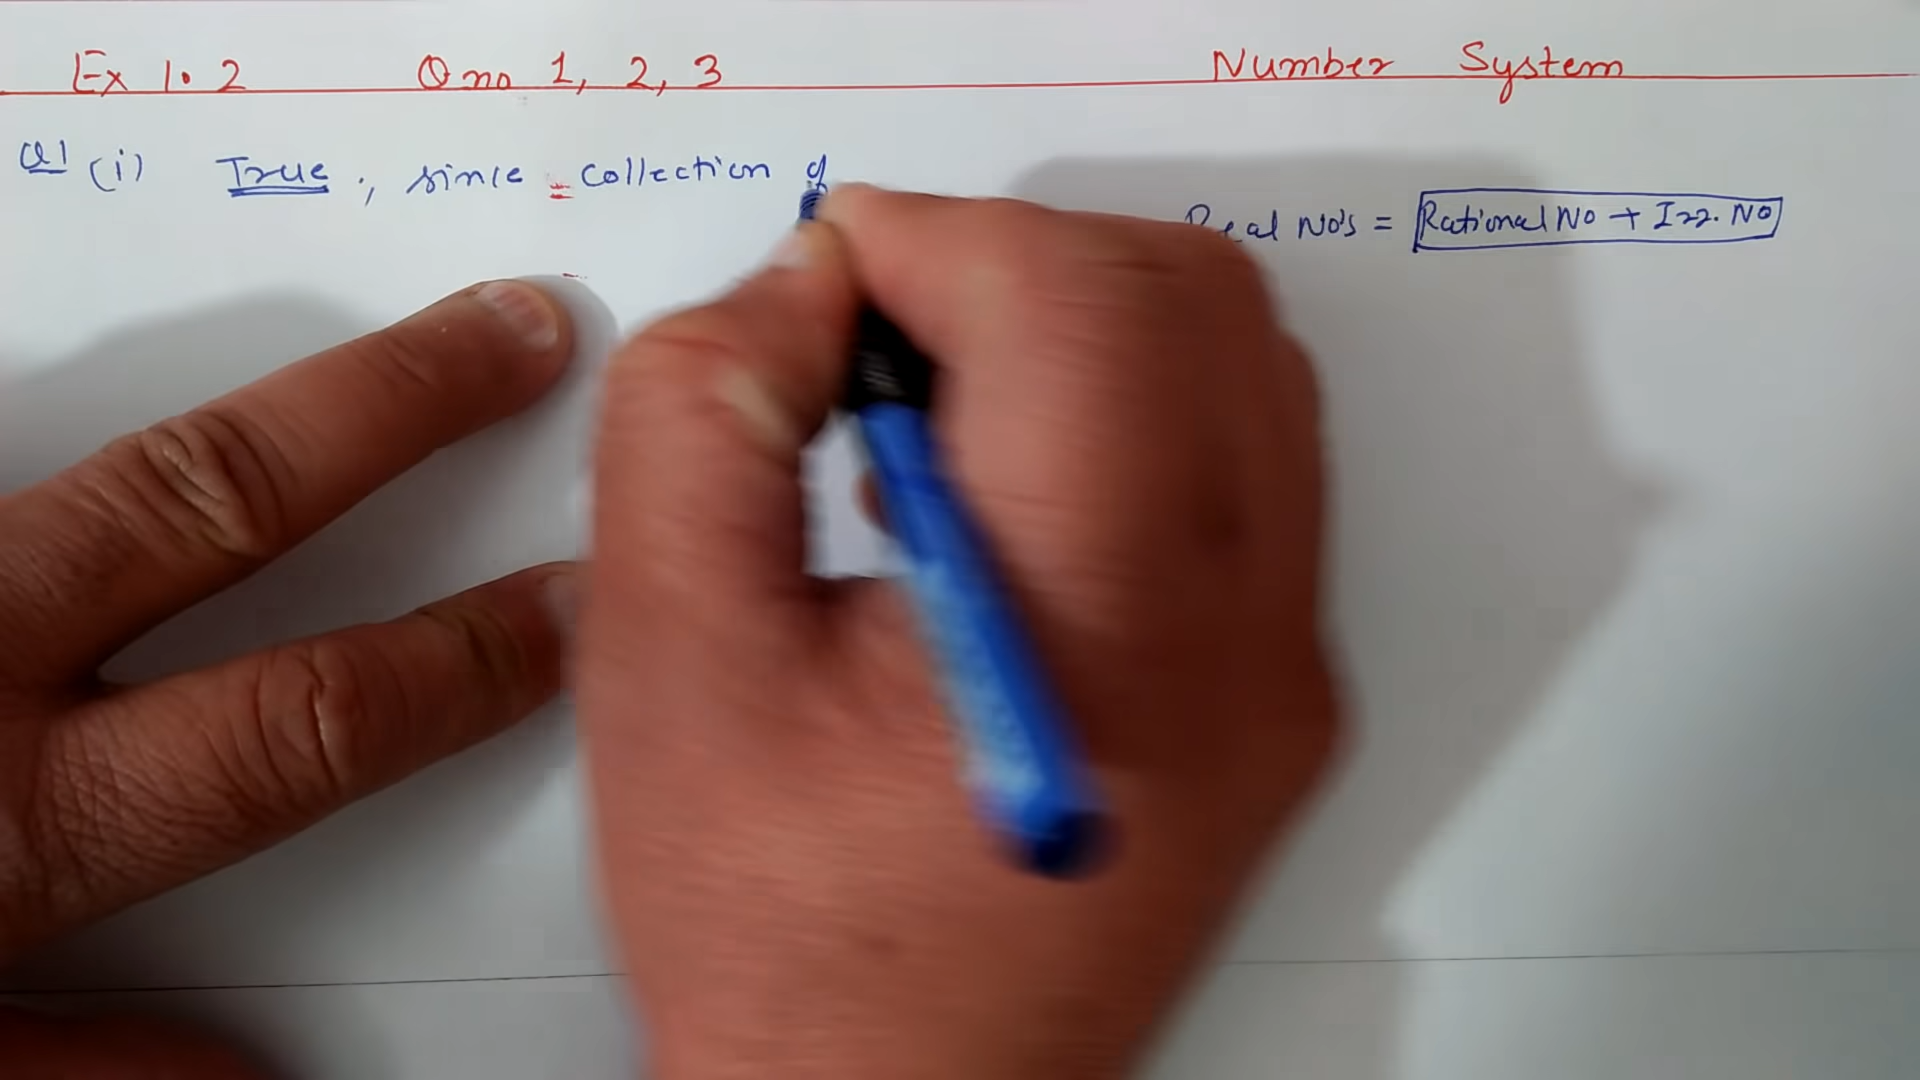 Ex 1.2 Q no 1, 2, 3 Number System
Q1 (i) True, since collection of
Real No's = Rational No + Irr. No